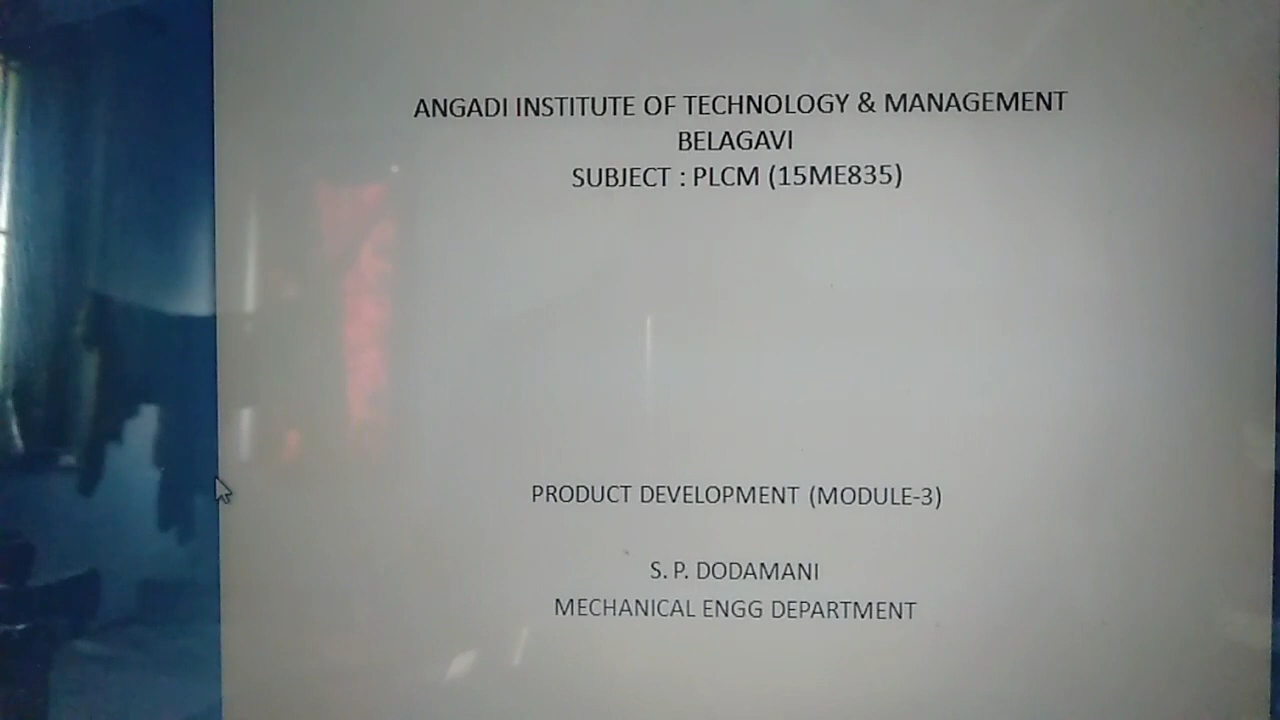 ANGADI INSTITUTE OF TECHNOLOGY & MANAGEMENT
BELAGAVI
SUBJECT : PLCM (15ME835)
PRODUCT DEVELOPMENT (MODULE-3)
S. P. DODAMANI
MECHANICAL ENGG DEPARTMENT